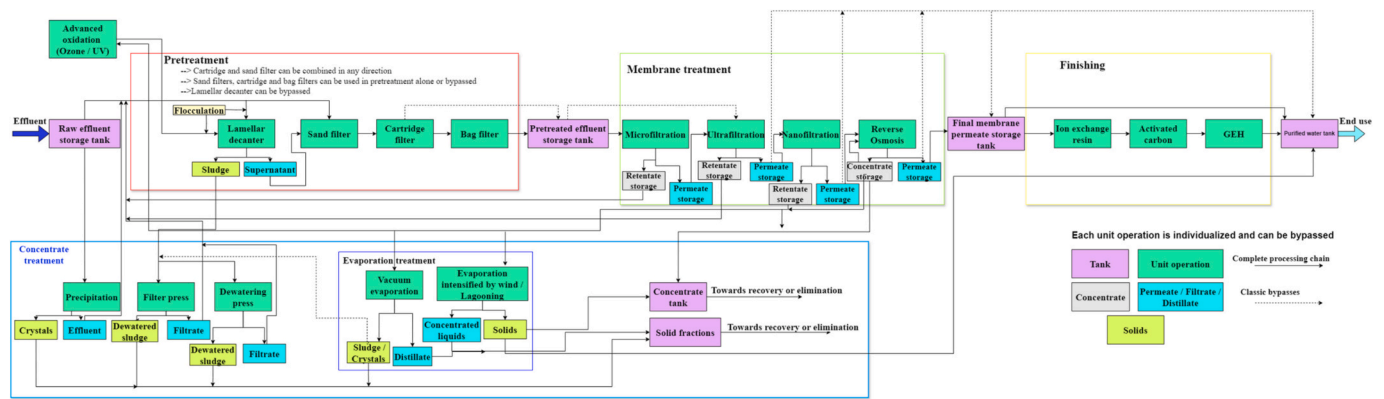 Advanced
oxidation
(Ozone / UV)
Pretreatment
--> Cartridge and sand filter can be combined in any direction
--> Sand filters, cartridge and bag filters can be used in pretreatment alone or bypassed
-->Lamellar decanter can be bypassed
Membrane treatment
Finishing
Effluent
Raw effluent
storage tank
Flocculation
Lamellar
decanter
Sludge
Supernatant
Sand filter
Cartridge
filter
Bag filter
Pretreated effluent
storage tank
Microfiltration
Retentate
storage
Permeate
storage
Ultrafiltration
Retentate
storage
Permeate
storage
Nanofiltration
Retentate
storage
Permeate
storage
Reverse
Osmosis
Concentrate
storage
Permeate
storage
Final membrane
permeate storage
tank
Ion exchange
resin
Activated
carbon
GEH
Purified water tank
End use
Concentrate
treatment
Precipitation
Crystals
Effluent
Filter press
Dewatered
sludge
Filtrate
Dewatering
press
Dewatered
sludge
Filtrate
Evaporation treatment
Vacuum
evaporation
Sludge /
Crystals
Distillate
Evaporation
intensified by wind /
Lagooning
Concentrated
liquids
Solids
Concentrate
tank
Towards recovery or elimination
Solid fractions
Towards recovery or elimination
Each unit operation is individualized and can be bypassed
Tank
Unit operation
Complete processing chain
Concentrate
Permeate / Filtrate /
Distillate
Classic bypasses
Solids